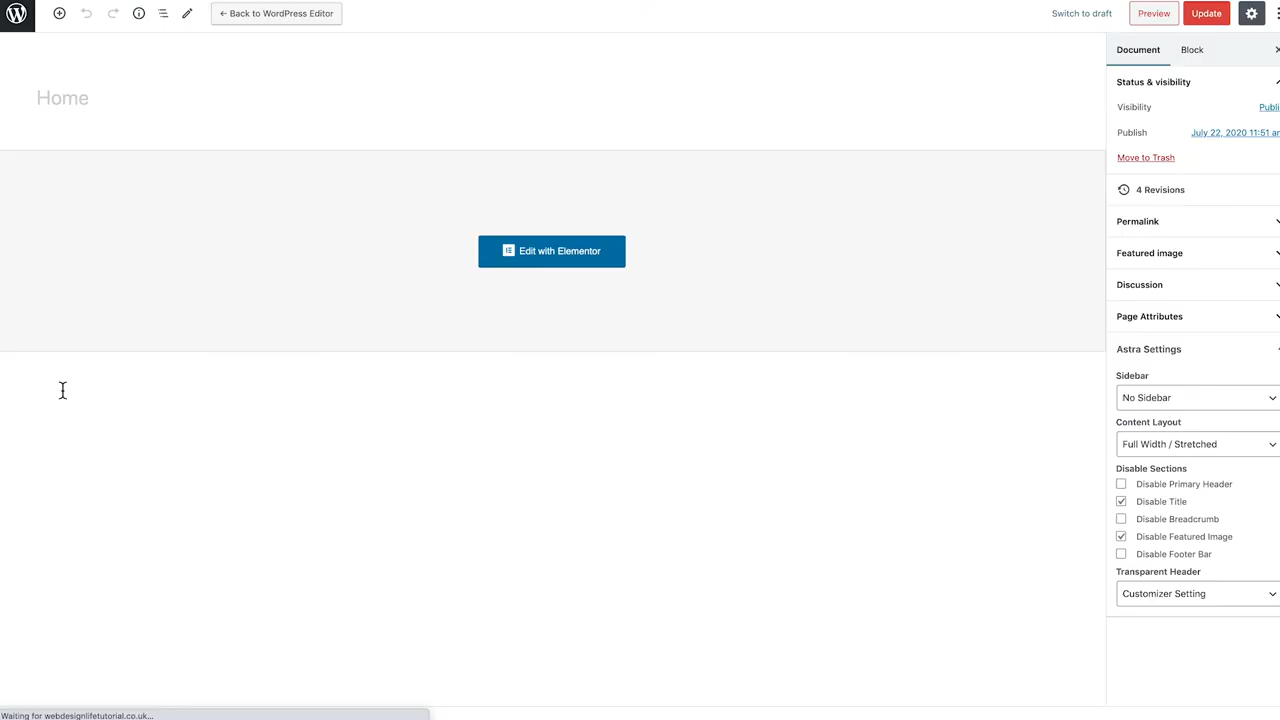 ← Back to WordPress Editor
Switch to draft
Preview
Update
Document
Block
Home
Status & visibility
Visibility
Publi
Publish
July 22, 2020 11:51 ar
Move to Trash
4 Revisions
Permalink
Edit with Elementor
Featured image
Discussion
Page Attributes
Astra Settings
Sidebar
No Sidebar
Content Layout
Full Width / Stretched
Disable Sections
Disable Primary Header
Disable Title
Disable Breadcrumb
Disable Featured Image
Disable Footer Bar
Transparent Header
Customizer Setting
Waiting for webdesignlifetutorial.co.uk...